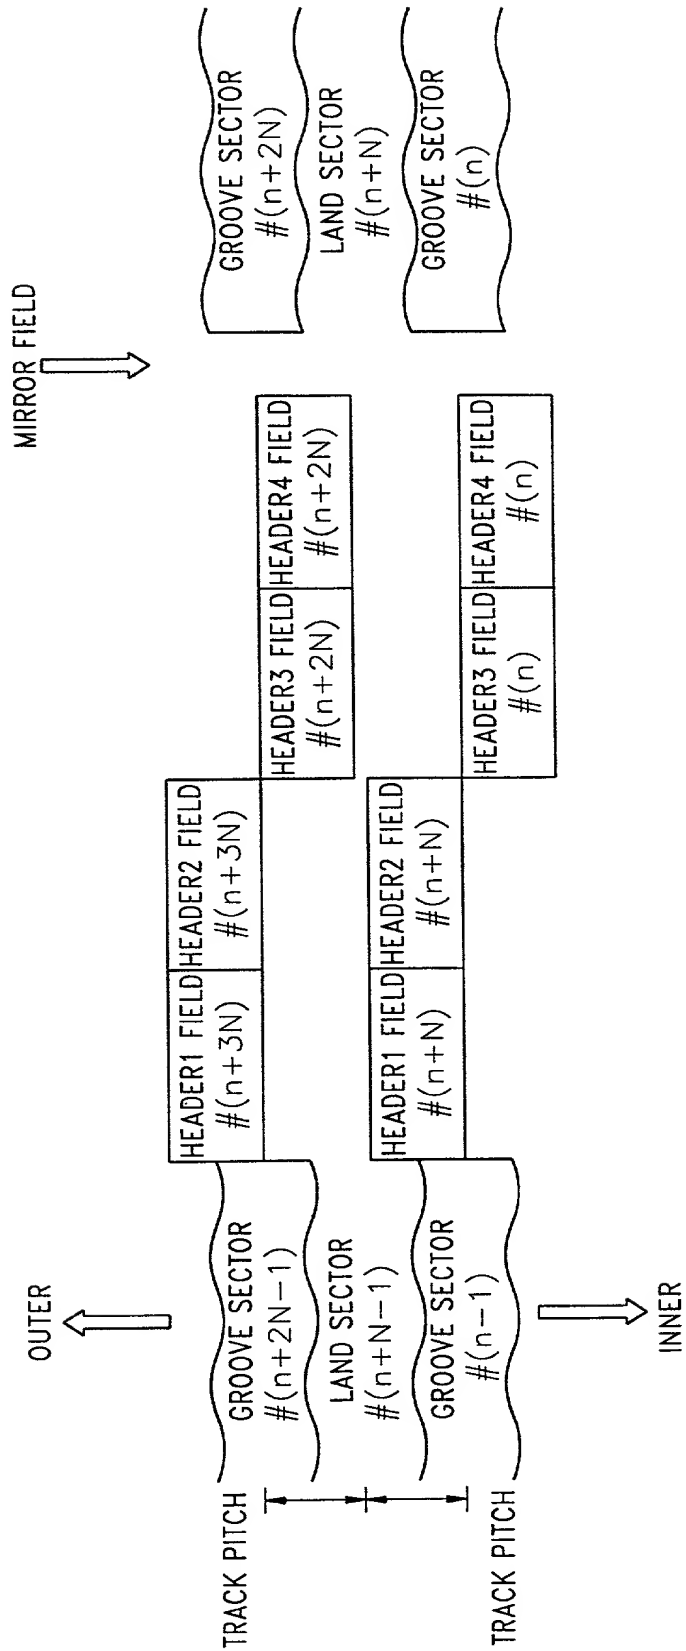 MIRROR FIELD
OUTER
GROOVE SECTOR
#(n+2N-1)
LAND SECTOR
#(n+N-1)
GROOVE SECTOR
#(n-1)
TRACK PITCH
TRACK PITCH
INNER
HEADER1 FIELD
#(n+3N)
HEADER2 FIELD
#(n+3N)
HEADER1 FIELD
#(n+N)
HEADER2 FIELD
#(n+N)
HEADER3 FIELD
#(n+2N)
HEADER4 FIELD
#(n+2N)
HEADER3 FIELD
#(n)
HEADER4 FIELD
#(n)
GROOVE SECTOR
#(n+2N)
LAND SECTOR
#(n+N)
GROOVE SECTOR
#(n)